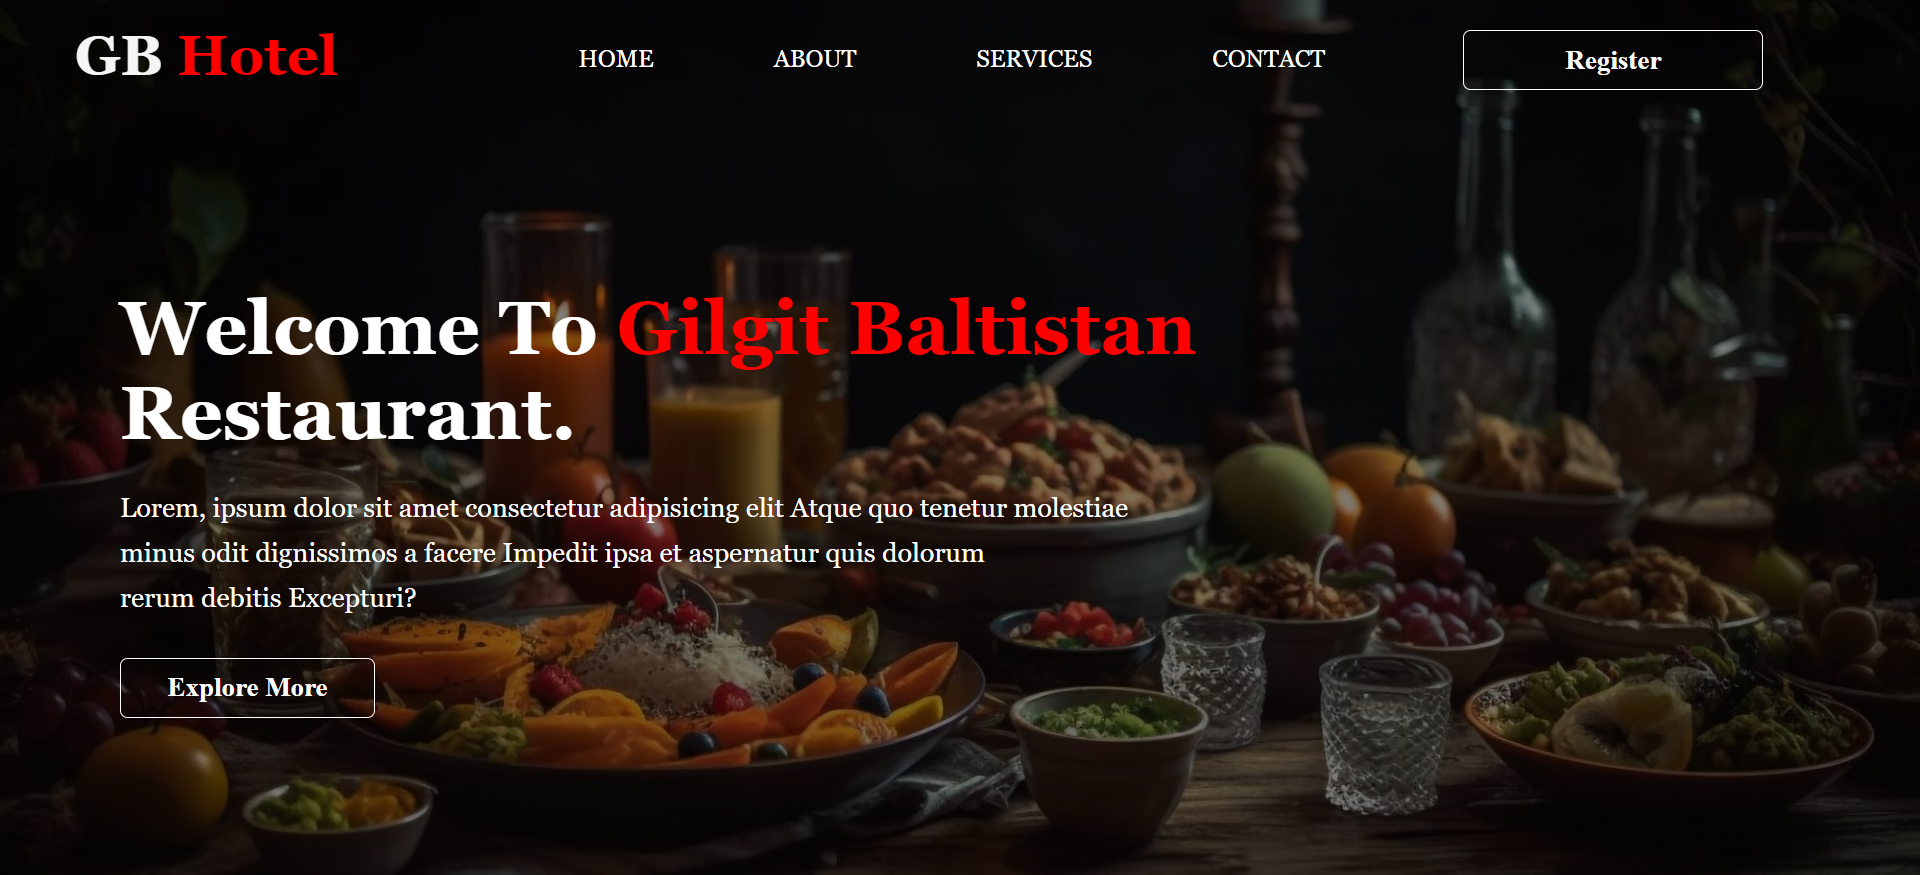 GB Hotel
HOME
ABOUT
SERVICES
CONTACT
Register
Welcome To Gilgit Baltistan
Restaurant.
Lorem, ipsum dolor sit amet consectetur adipisicing elit Atque quo tenetur molestiae
minus odit dignissimos a facere Impedit ipsa et aspernatur quis dolorum
rerum debitis Excepturi?
Explore More